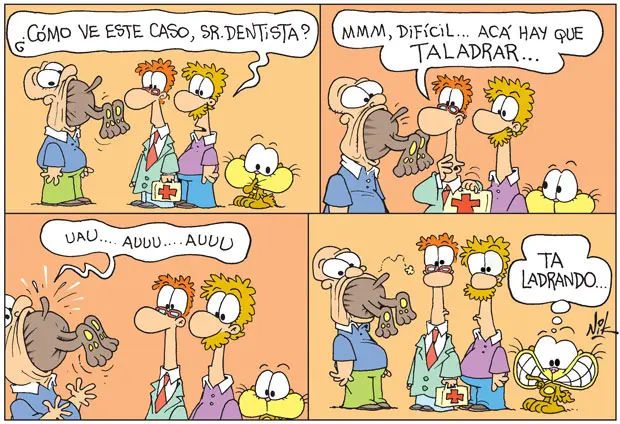 ¿CÓMO VE ESTE CASO, SR. DENTISTA?
MMM, DIFÍCIL... ACÁ HAY QUE
TALADRAR...
UAU.... AUUU.... AUUU
TA
LADRANDO...
NIK